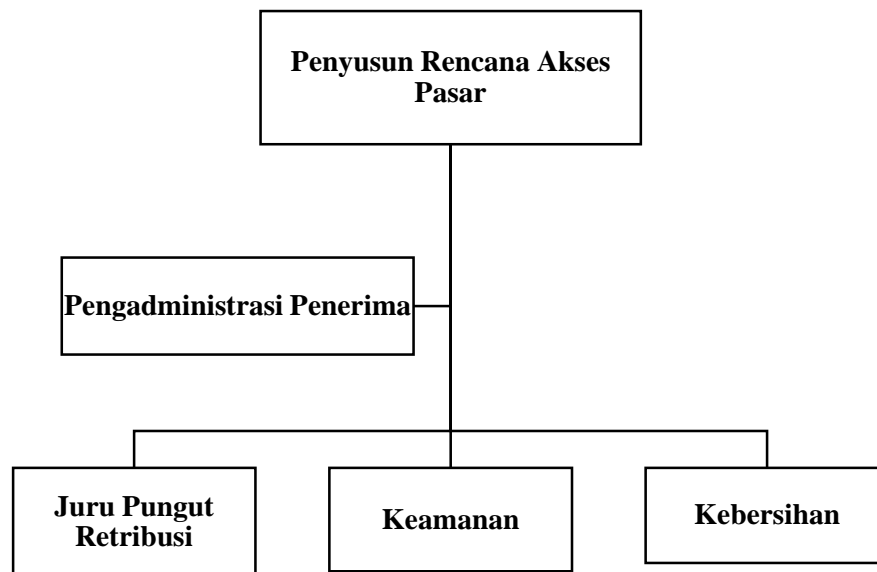 Penyusun Rencana Akses
Pasar
Pengadministrasi Penerima
Juru Pungut
Retribusi
Keamanan
Kebersihan